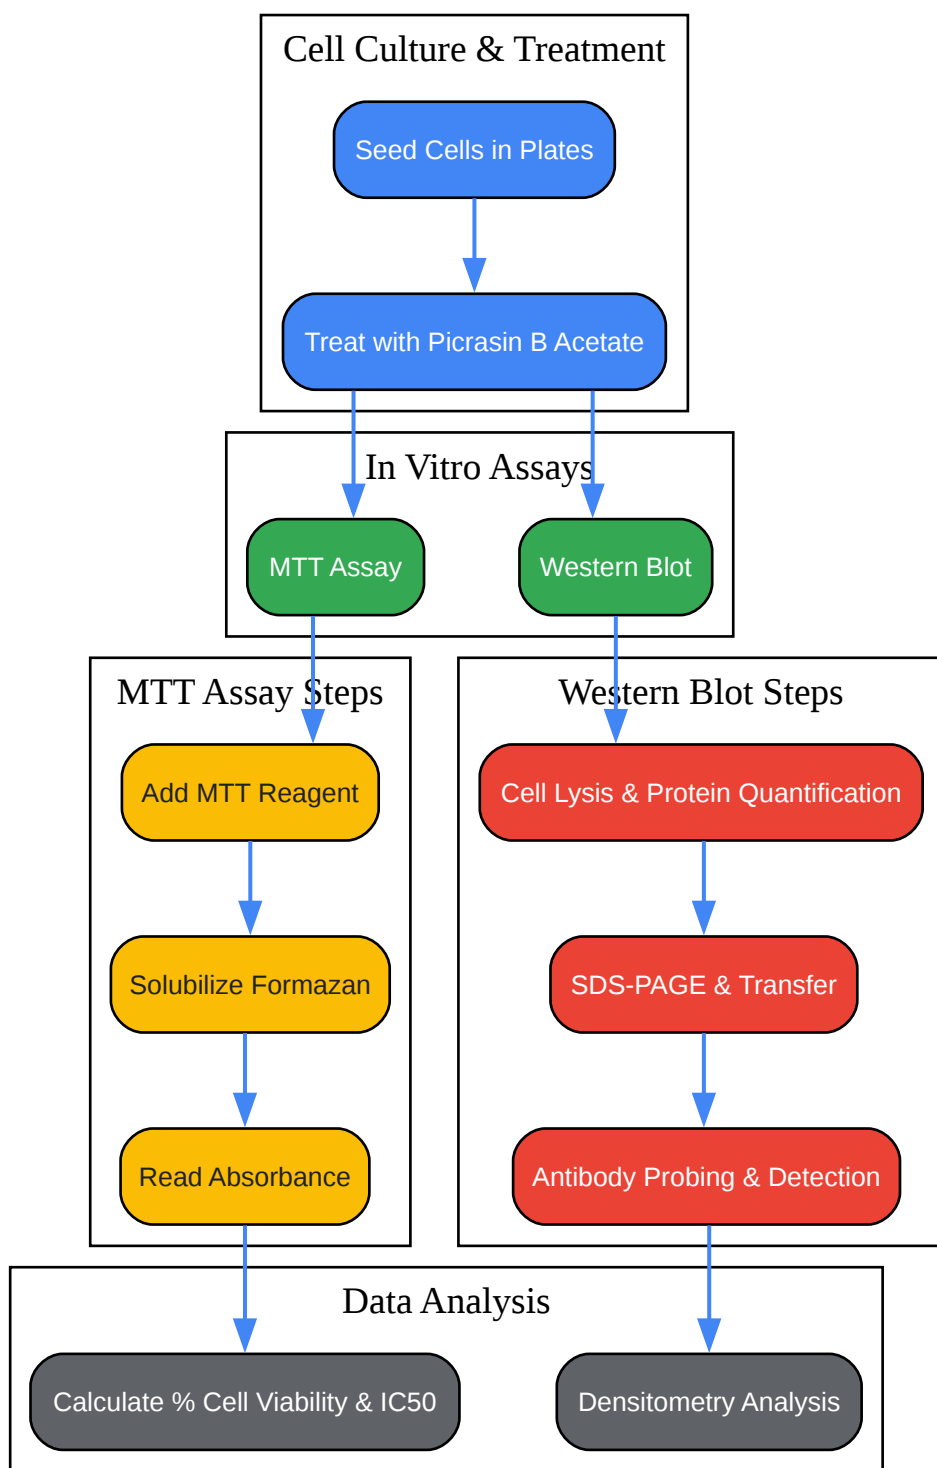 Cell Culture & Treatment
Seed Cells in Plates
Treat with Picrasin B Acetate
In Vitro Assays
MTT Assay
Western Blot
MTT Assay Steps
Western Blot Steps
Add MTT Reagent
Cell Lysis & Protein Quantification
Solubilize Formazan
SDS-PAGE & Transfer
Read Absorbance
Antibody Probing & Detection
Data Analysis
Calculate % Cell Viability & IC50
Densitometry Analysis